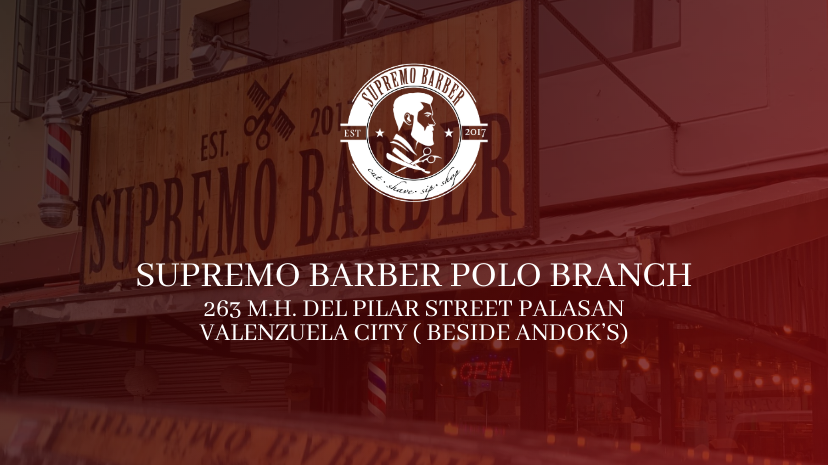 EST. 2017
SUPREMO BARBER
SUPREMO BARBER
EST 2017
cut · shave · sip · shop
SUPREMO BARBER POLO BRANCH
263 M.H. DEL PILAR STREET PALASAN
VALENZUELA CITY ( BESIDE ANDOK'S)
OPEN